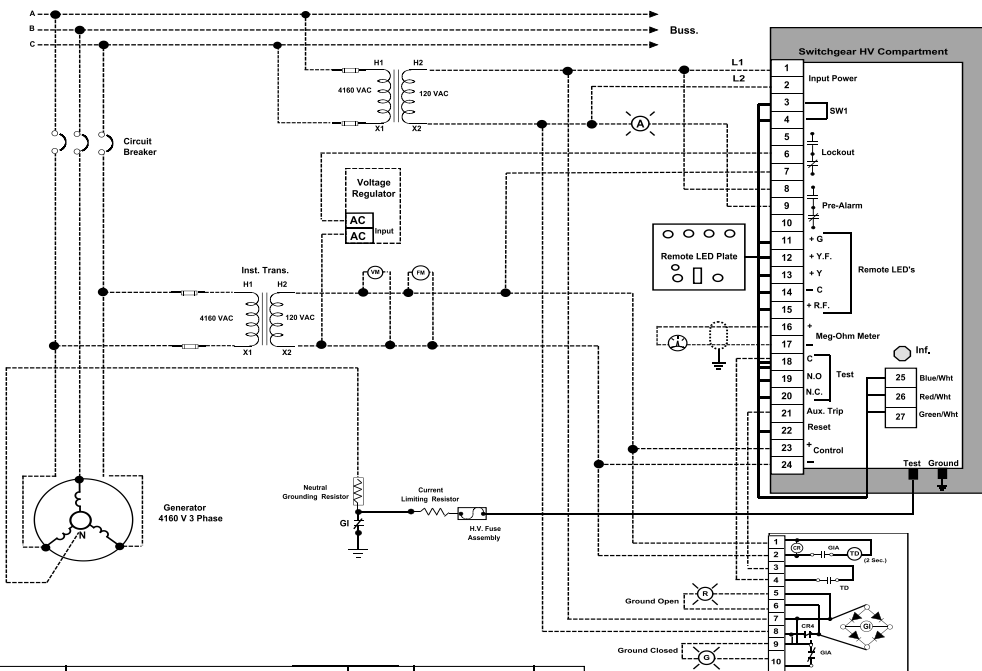 A
B
C
Buss.
Switchgear HV Compartment
H1 H2
4160 VAC 120 VAC
X1 X2
L1
L2
A
Circuit
Breaker
Voltage
Regulator
AC
AC
Input
Inst. Trans.
H1 H2
4160 VAC 120 VAC
X1 X2
VM
FM
Remote LED Plate
1
2
Input Power
3
4
SW1
5
6
7
Lockout
8
9
10
Pre-Alarm
11 + G
12 + Y.F.
13 + Y
14 - C
15 + R.F.
Remote LED's
16 +
17 -
Meg-Ohm Meter
18 C
19 N.O
20 N.C.
Test
21 Aux. Trip
22 Reset
23 +
24 -
Control
Inf.
25 Blue/Wht
26 Red/Wht
27 Green/Wht
Test Ground
N
Generator
4160 V 3 Phase
Neutral
Grounding Resistor
GI
Current
Limiting Resistor
H.V. Fuse
Assembly
1
2
3
4
5
6
7
8
9
10
CR
GIA
TD
(2 Sec.)
TD
CR4
GI
GIA
Ground Open
R
Ground Closed
G